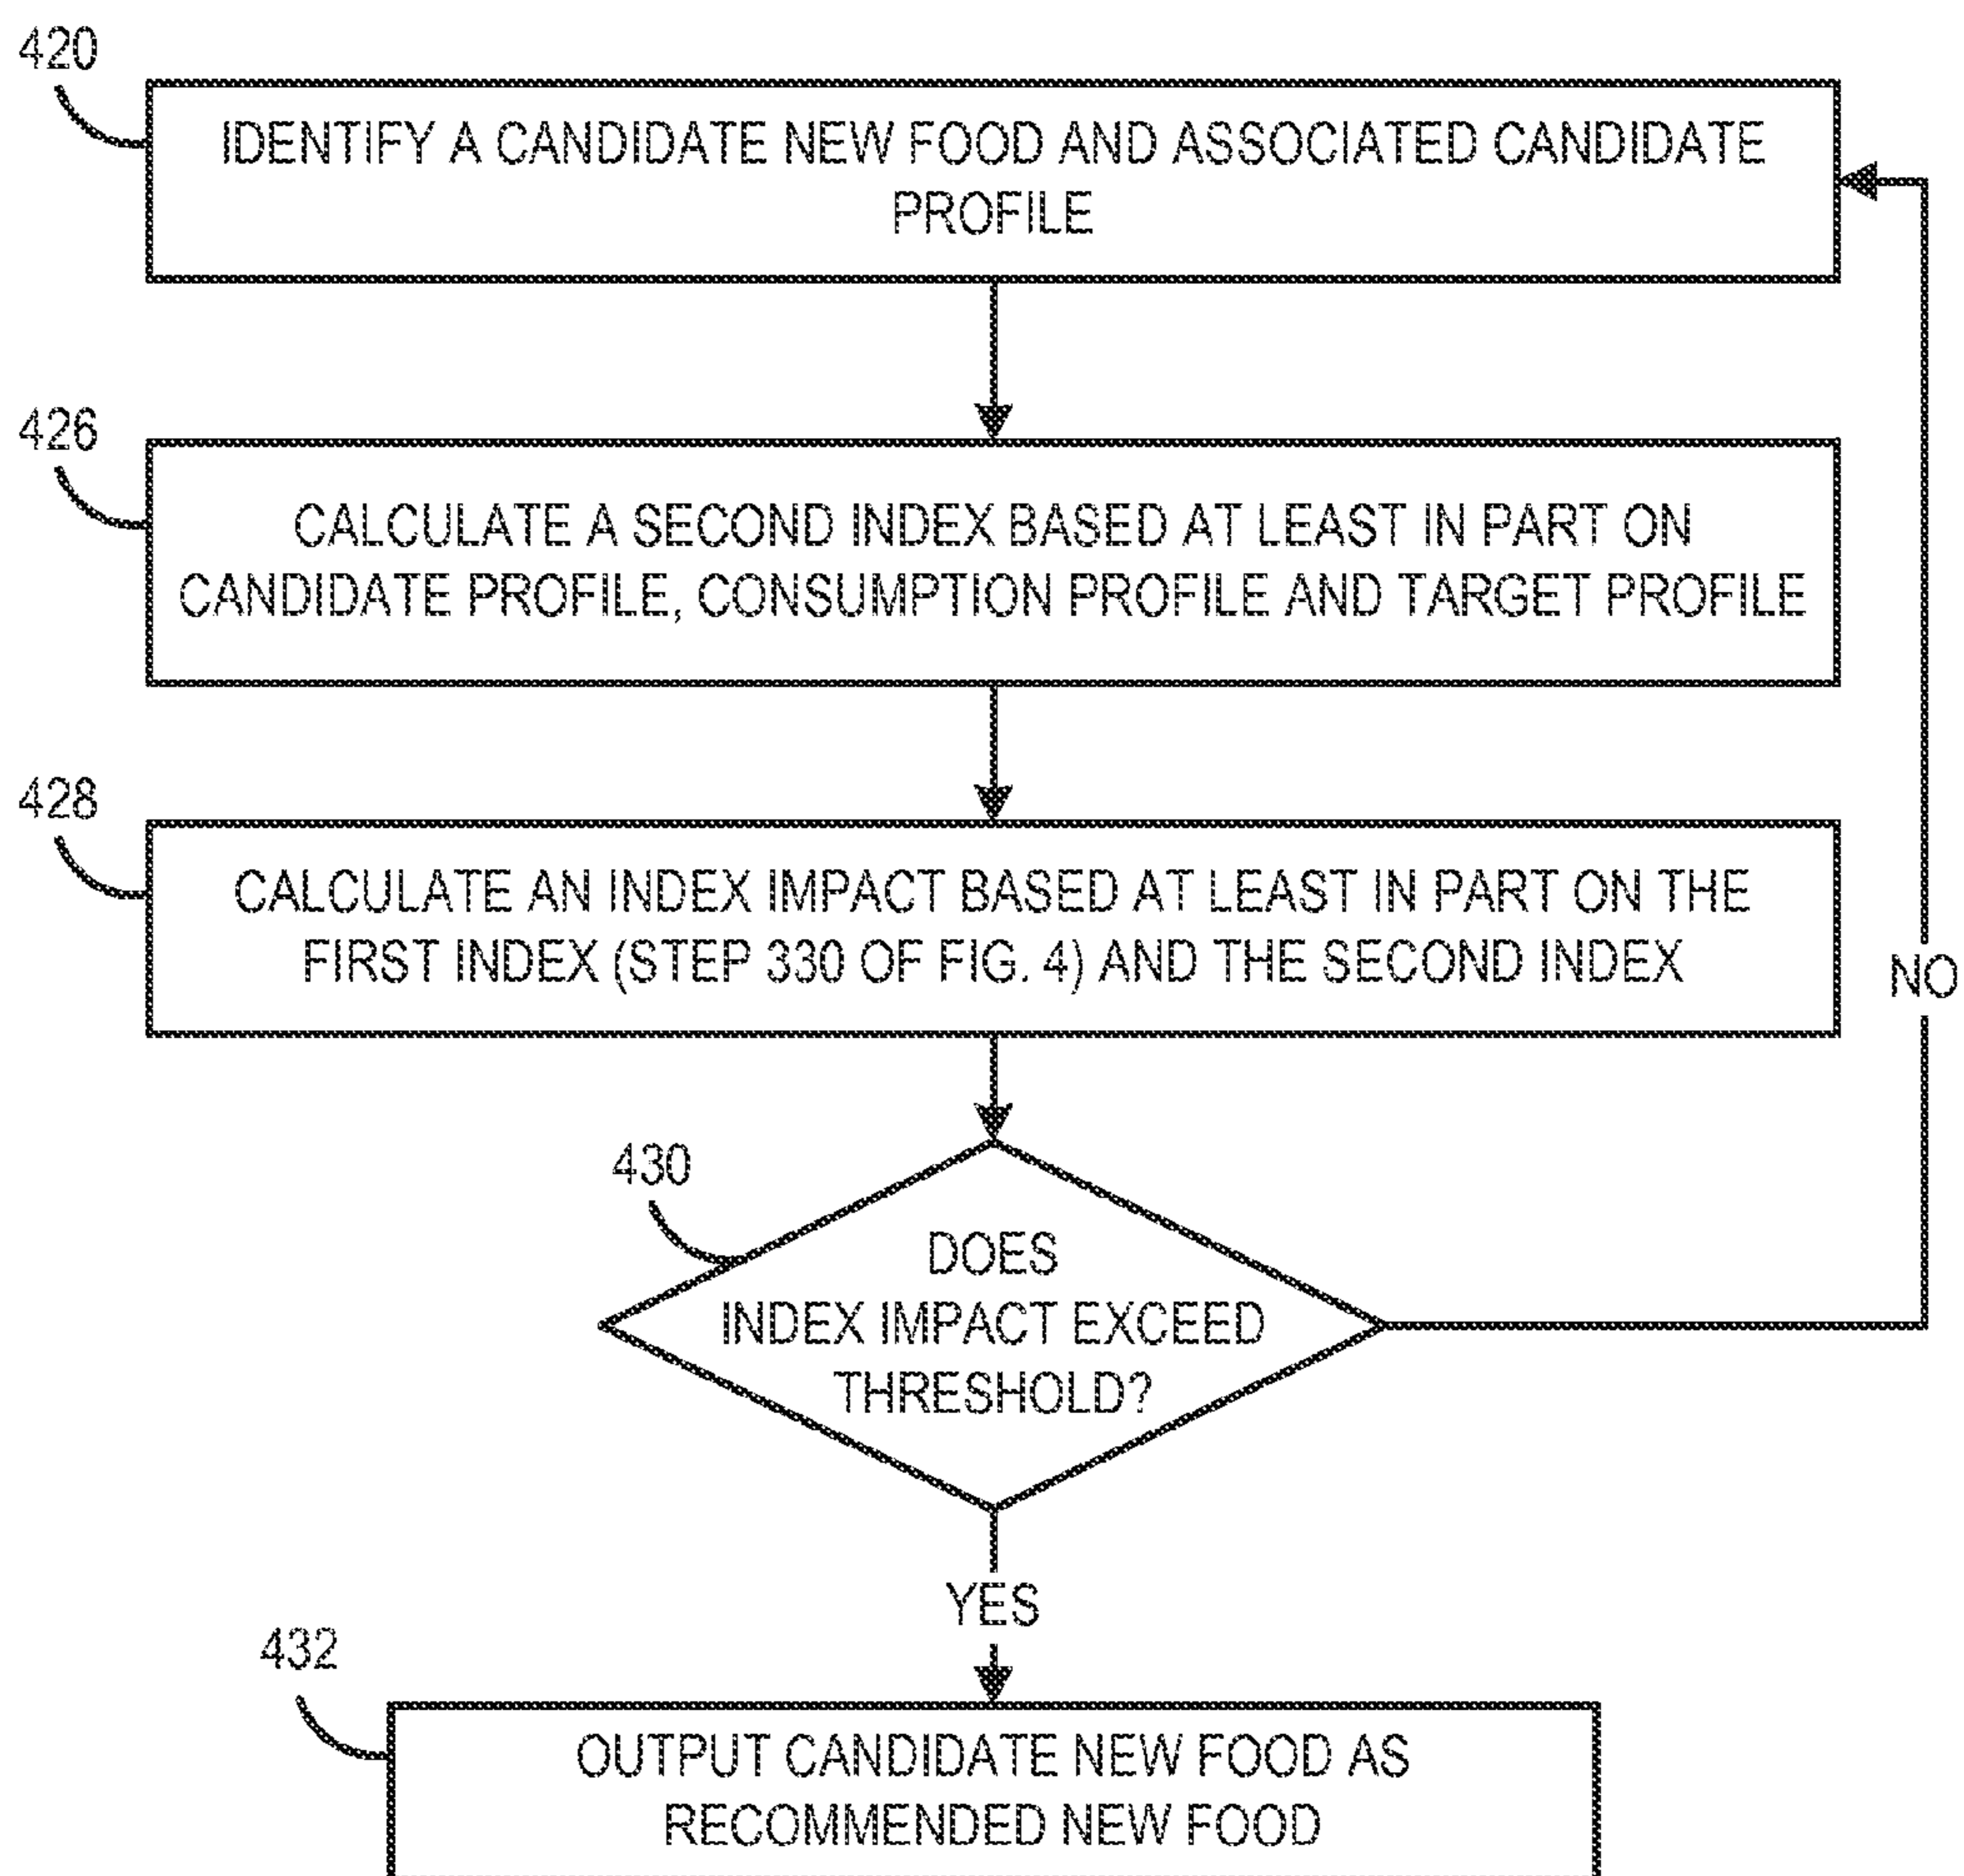 420
IDENTIFY A CANDIDATE NEW FOOD AND ASSOCIATED CANDIDATE
PROFILE
426
CALCULATE A SECOND INDEX BASED AT LEAST IN PART ON
CANDIDATE PROFILE, CONSUMPTION PROFILE AND TARGET PROFILE
428
CALCULATE AN INDEX IMPACT BASED AT LEAST IN PART ON THE
FIRST INDEX (STEP 330 OF FIG. 4) AND THE SECOND INDEX
NO
430
DOES
INDEX IMPACT EXCEED
THRESHOLD?
YES
432
OUTPUT CANDIDATE NEW FOOD AS
RECOMMENDED NEW FOOD